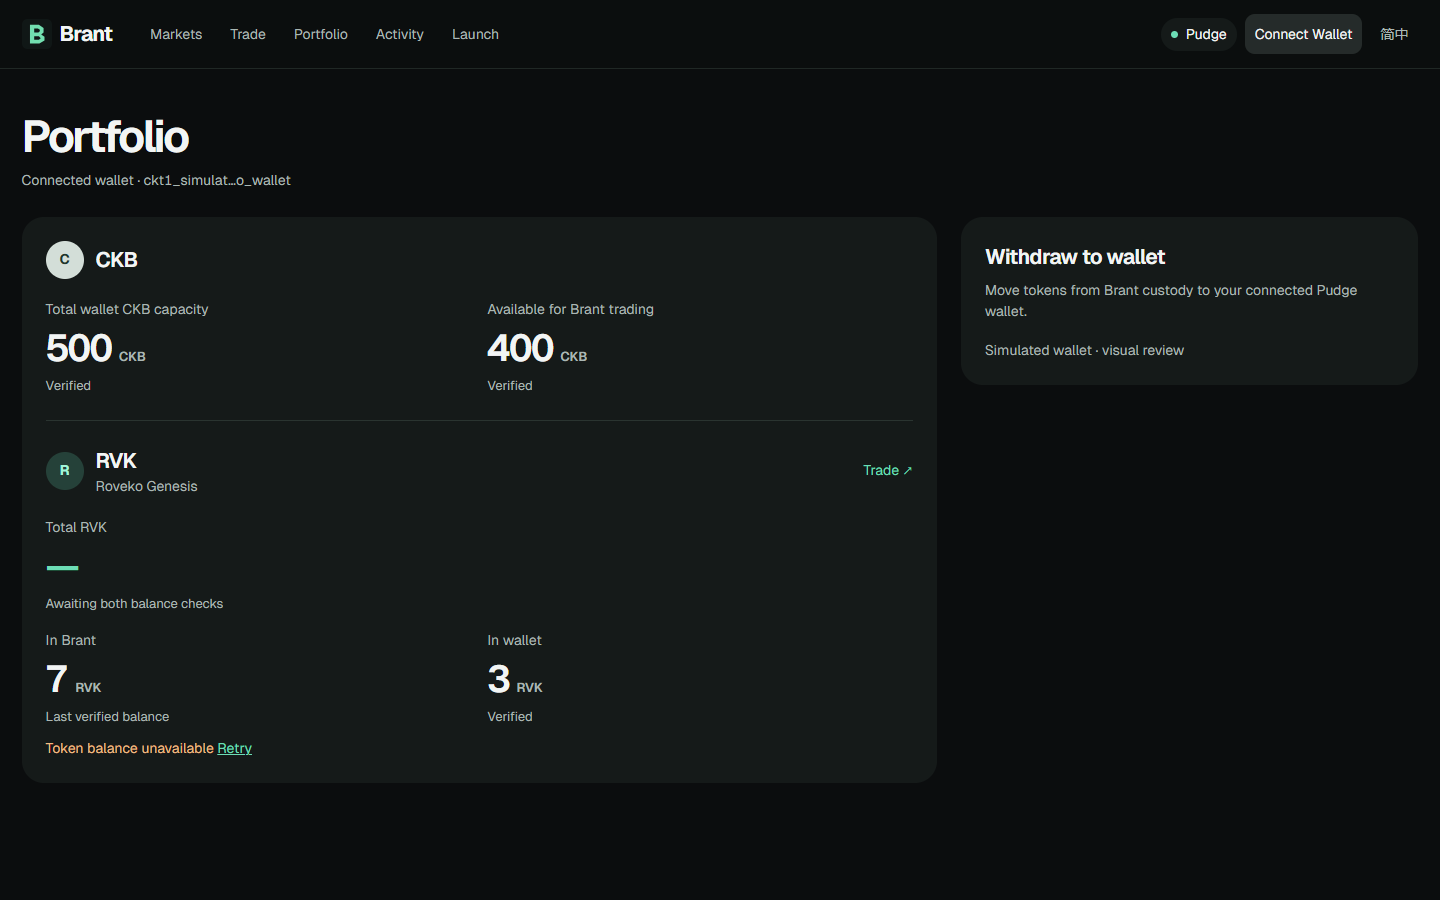 B Brant
Markets
Trade
Portfolio
Activity
Launch
Pudge
Connect Wallet
简中
Portfolio
Connected wallet · ckt1_simulat…o_wallet
C
CKB
Total wallet CKB capacity
500 CKB
Verified
Available for Brant trading
400 CKB
Verified
R
RVK
Roveko Genesis
Trade ↗
Total RVK
—
Awaiting both balance checks
In Brant
7 RVK
Last verified balance
Token balance unavailable Retry
In wallet
3 RVK
Verified
Withdraw to wallet
Move tokens from Brant custody to your connected Pudge
wallet.
Simulated wallet · visual review